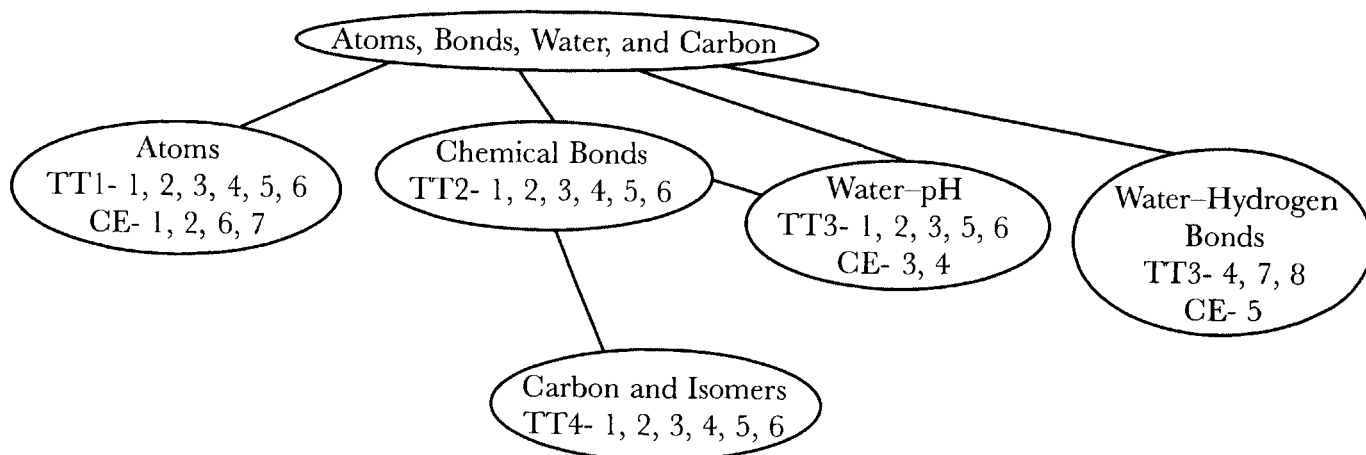 Atoms, Bonds, Water, and Carbon
Atoms
TT1- 1, 2, 3, 4, 5, 6
CE- 1, 2, 6, 7
Chemical Bonds
TT2- 1, 2, 3, 4, 5, 6
Water–pH
TT3- 1, 2, 3, 5, 6
CE- 3, 4
Water–Hydrogen
Bonds
TT3- 4, 7, 8
CE- 5
Carbon and Isomers
TT4- 1, 2, 3, 4, 5, 6